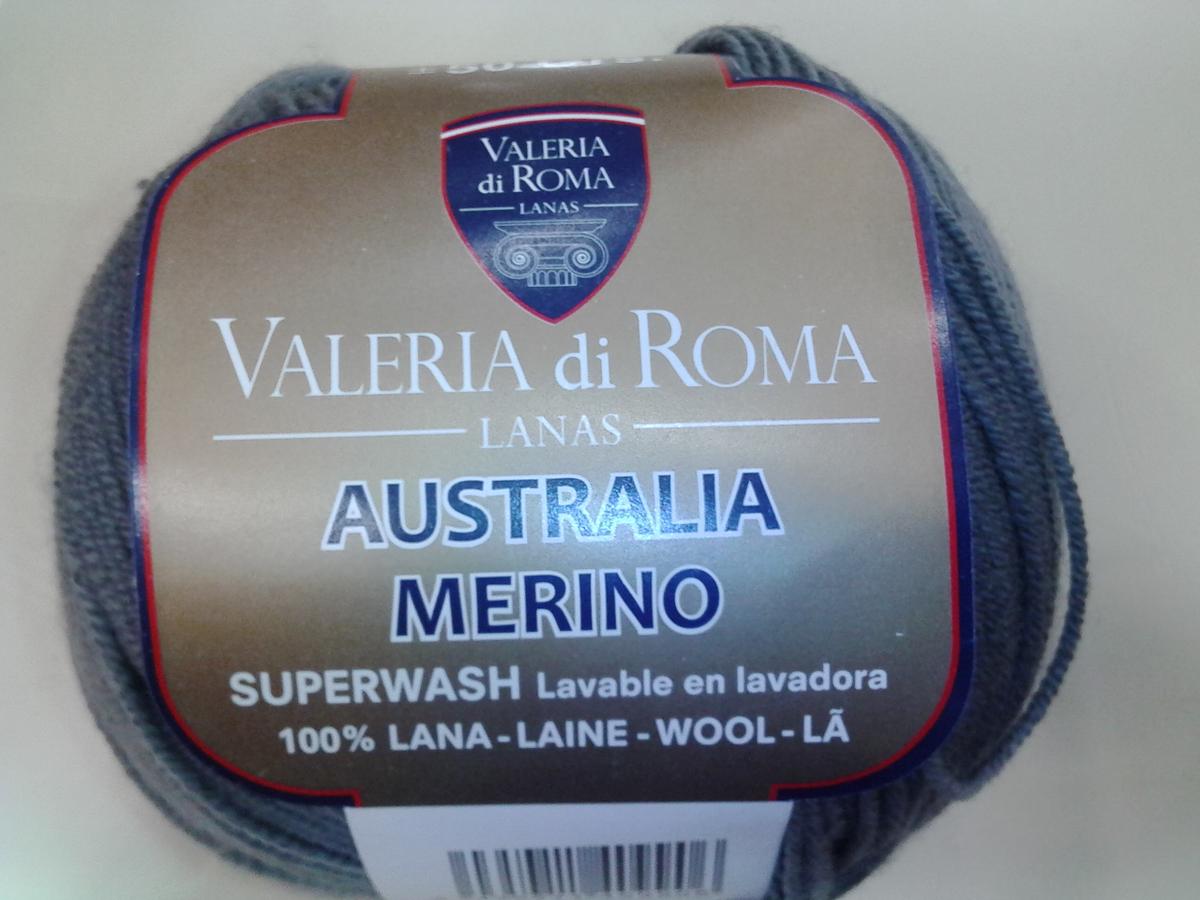 VALERIA
di ROMA
LANAS
VALERIA di ROMA
LANAS
AUSTRALIA
MERINO
SUPERWASH Lavable en lavadora
100% LANA - LAINE - WOOL - LÃ